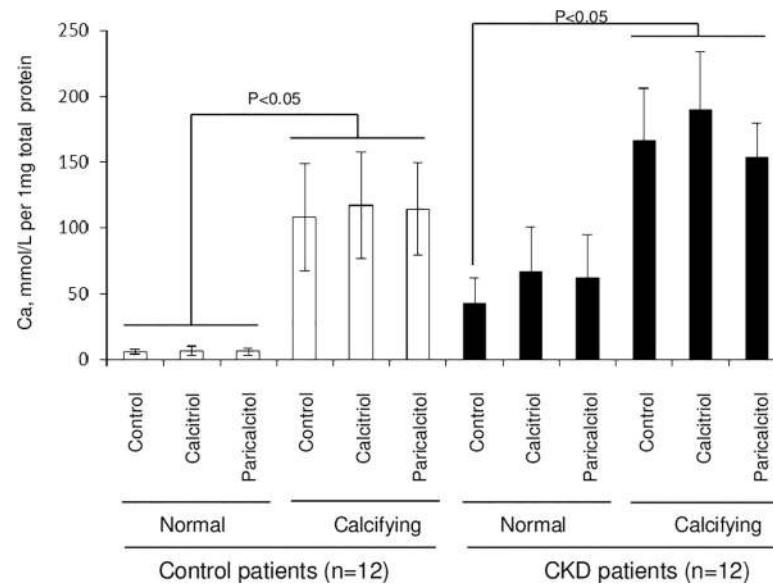 P<0.05
P<0.05
250
200
150
100
50
0
Ca, mmol/L per 1mg total protein
Control
Calcitriol
Paricalcitol
Control
Calcitriol
Paricalcitol
Control
Calcitriol
Paricalcitol
Control
Calcitriol
Paricalcitol
Normal Calcifying Normal Calcifying
Control patients (n=12) CKD patients (n=12)